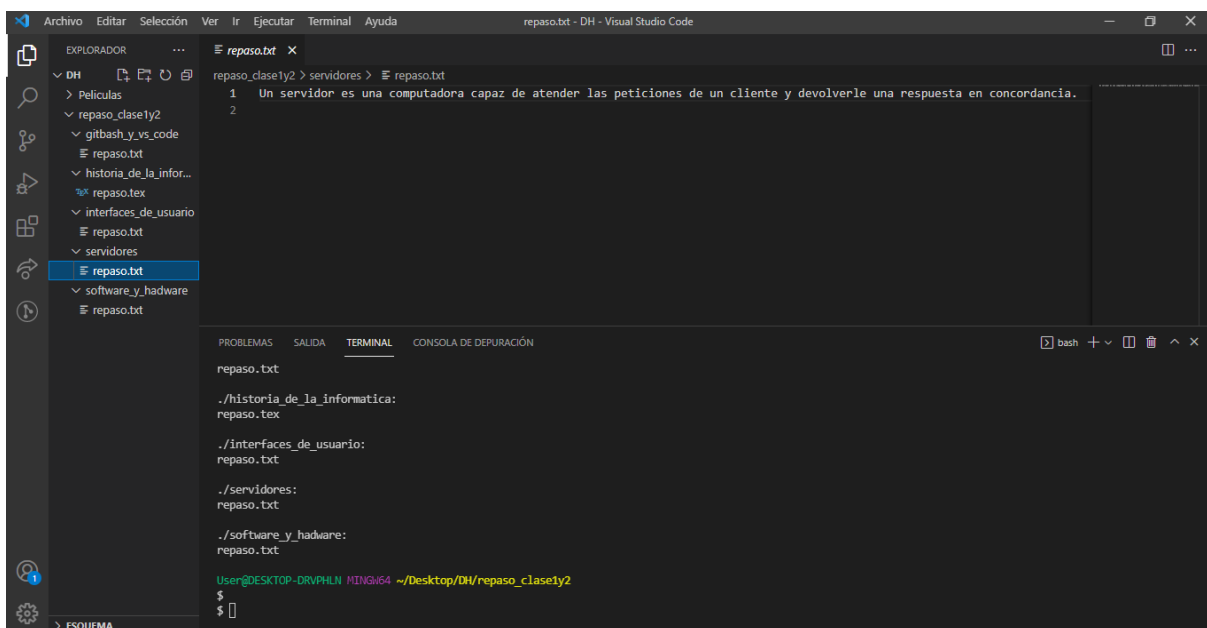 Archivo Editar Selección Ver Ir Ejecutar Terminal Ayuda repaso.txt - DH - Visual Studio Code
EXPLORADOR ...
DH
Peliculas
repaso_clase1y2
gitbash_y_vs_code
repaso.txt
historia_de_la_infor...
TEX repaso.tex
interfaces_de_usuario
repaso.txt
servidores
repaso.txt
software_y_hadware
repaso.txt
1
ESQUEMA
repaso.txt
repaso_clase1y2 > servidores > repaso.txt
1 Un servidor es una computadora capaz de atender las peticiones de un cliente y devolverle una respuesta en concordancia.
2
PROBLEMAS SALIDA TERMINAL CONSOLA DE DEPURACIÓN bash
repaso.txt
./historia_de_la_informatica:
repaso.tex
./interfaces_de_usuario:
repaso.txt
./servidores:
repaso.txt
./software_y_hadware:
repaso.txt
User@DESKTOP-DRVPHLN MINGW64 ~/Desktop/DH/repaso_clase1y2
$
$